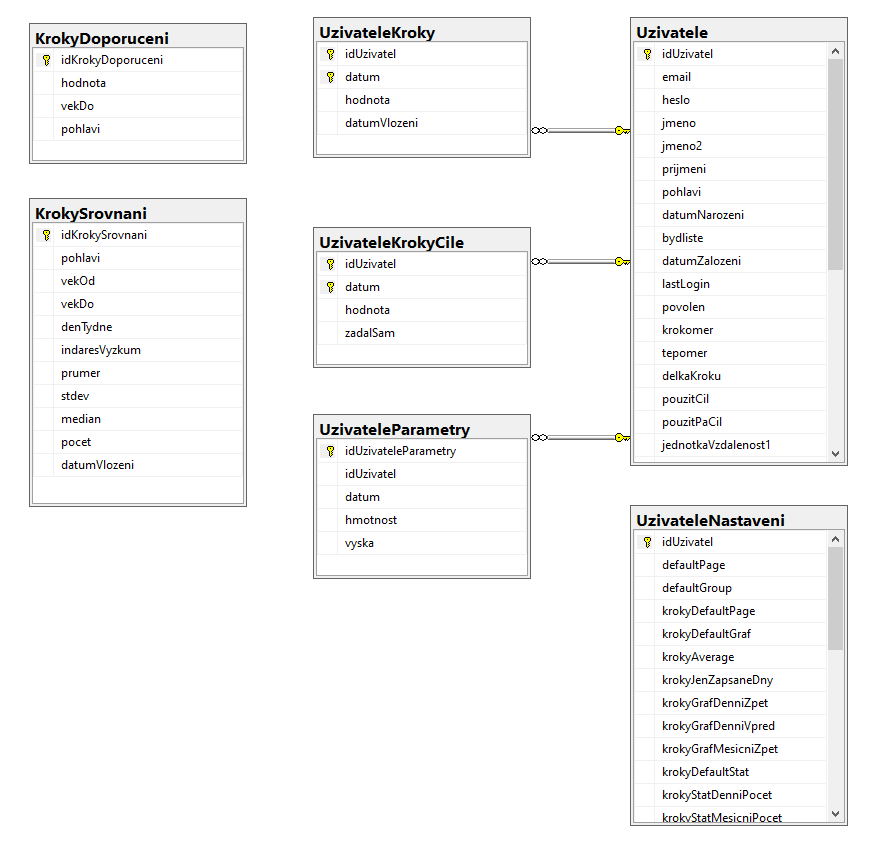 KrokyDoporuceni
idKrokyDoporuceni
hodnota
vekDo
pohlavi
KrokySrovnani
idKrokySrovnani
pohlavi
vekOd
vekDo
denTydne
indaresVyzkum
prumer
stdev
median
pocet
datumVlozeni
UzivateleKroky
idUzivatel
datum
hodnota
datumVlozeni
UzivateleKrokyCile
idUzivatel
datum
hodnota
zadalSam
UzivateleParametry
idUzivateleParametry
idUzivatel
datum
hmotnost
vyska
Uzivatele
idUzivatel
email
heslo
jmeno
jmeno2
prijmeni
pohlavi
datumNarozeni
bydliste
datumZalozeni
lastLogin
povolen
krokomer
tepomer
delkaKroku
pouzitCil
pouzitPaCil
jednotkaVzdalenost1
UzivateleNastaveni
idUzivatel
defaultPage
defaultGroup
krokyDefaultPage
krokyDefaultGraf
krokyAverage
krokyJenZapsaneDny
krokyGrafDenniZpet
krokyGrafDenniVpred
krokyGrafMesicniZpet
krokyDefaultStat
krokyStatDenniPocet
krokyStatMesicniPocet